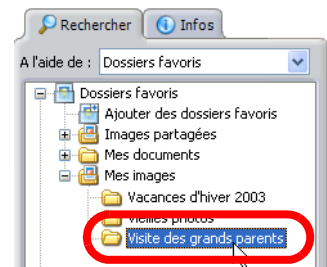 Rechercher Infos
A l'aide de : Dossiers favoris
Dossiers favoris
Ajouter des dossiers favoris
Images partagées
Mes documents
Mes images
Vacances d'hiver 2003
Vieilles photos
Visite des grands parents